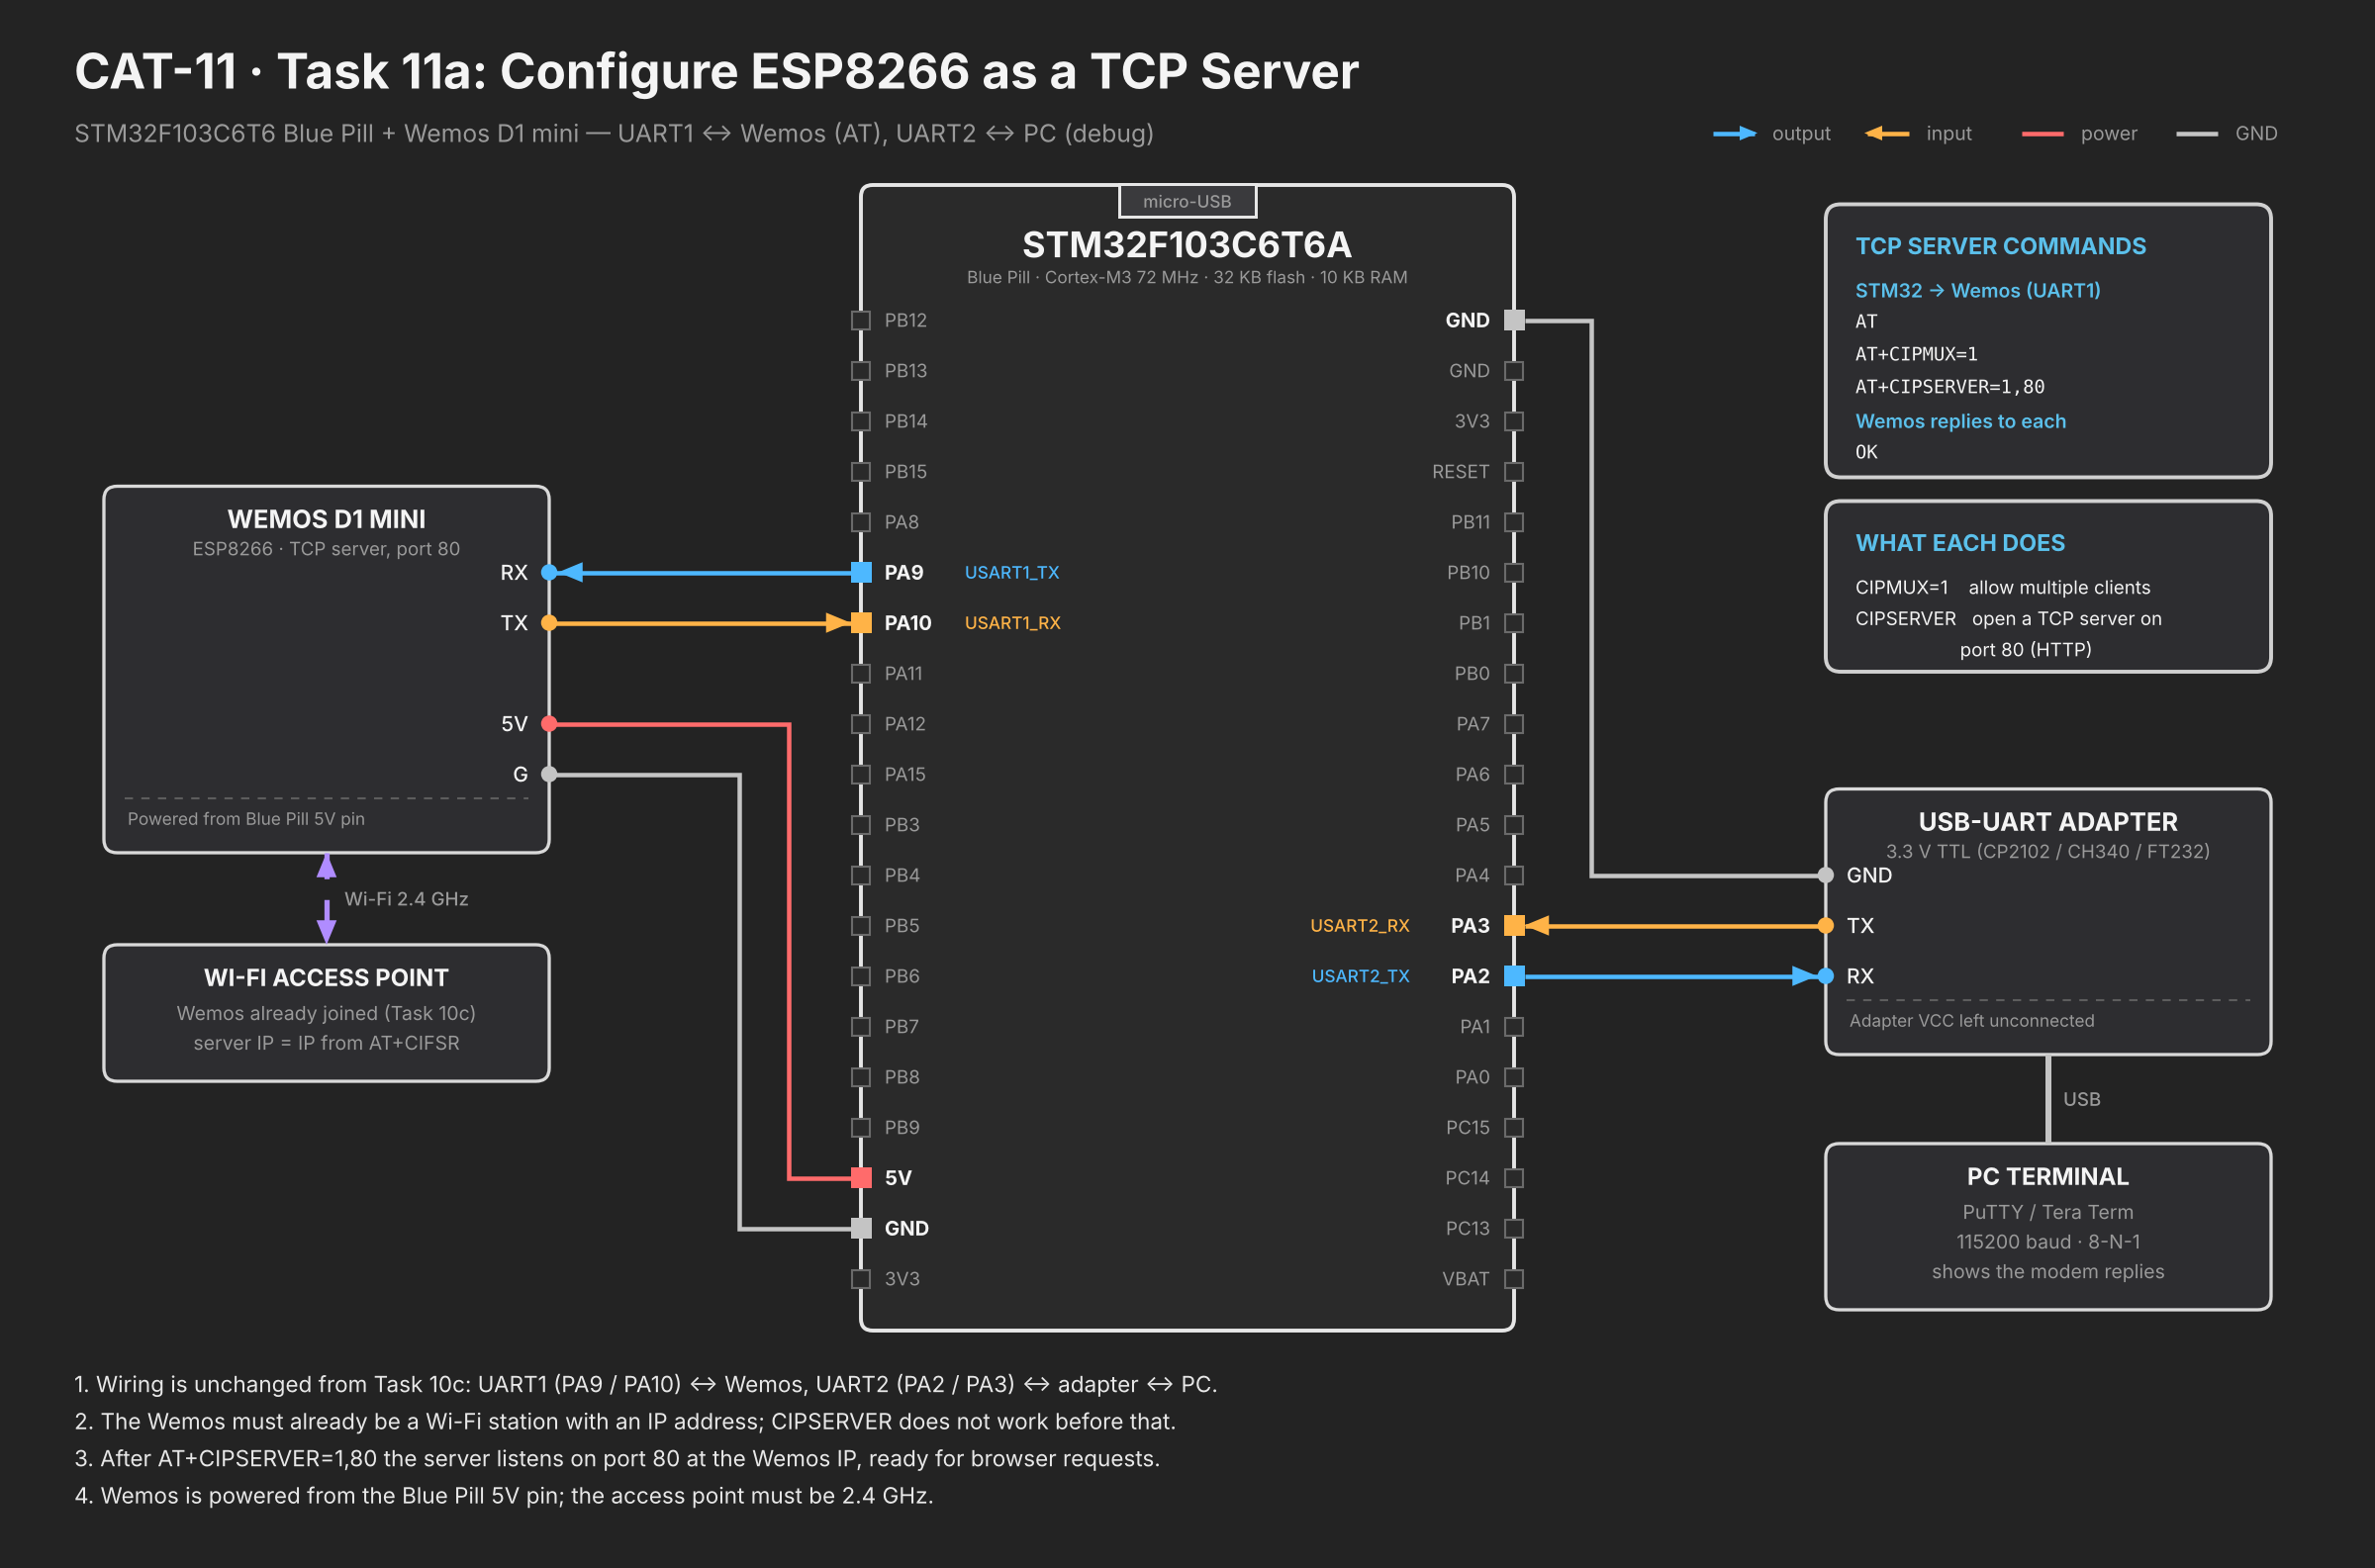 CAT-11 · Task 11a: Configure ESP8266 as a TCP Server
STM32F103C6T6 Blue Pill + Wemos D1 mini — UART1 ↔ Wemos (AT), UART2 ↔ PC (debug)
output
input
power
GND
micro-USB
STM32F103C6T6A
Blue Pill · Cortex-M3 72 MHz · 32 KB flash · 10 KB RAM
PB12
PB13
PB14
PB15
PA8
PA9 USART1_TX
PA10 USART1_RX
PA11
PA12
PA15
PB3
PB4
PB5
PB6
PB7
PB8
PB9
5V
GND
3V3
GND
GND
3V3
RESET
PB11
PB10
PB1
PB0
PA7
PA6
PA5
PA4
USART2_RX PA3
USART2_TX PA2
PA1
PA0
PC15
PC14
PC13
VBAT
WEMOS D1 MINI
ESP8266 · TCP server, port 80
RX
TX
5V
G
Powered from Blue Pill 5V pin
Wi-Fi 2.4 GHz
WI-FI ACCESS POINT
Wemos already joined (Task 10c)
server IP = IP from AT+CIFSR
TCP SERVER COMMANDS
STM32 → Wemos (UART1)
AT
AT+CIPMUX=1
AT+CIPSERVER=1,80
Wemos replies to each
OK
WHAT EACH DOES
CIPMUX=1 allow multiple clients
CIPSERVER open a TCP server on
port 80 (HTTP)
USB-UART ADAPTER
3.3 V TTL (CP2102 / CH340 / FT232)
GND
TX
RX
Adapter VCC left unconnected
USB
PC TERMINAL
PuTTY / Tera Term
115200 baud · 8-N-1
shows the modem replies
1. Wiring is unchanged from Task 10c: UART1 (PA9 / PA10) ↔ Wemos, UART2 (PA2 / PA3) ↔ adapter ↔ PC.
2. The Wemos must already be a Wi-Fi station with an IP address; CIPSERVER does not work before that.
3. After AT+CIPSERVER=1,80 the server listens on port 80 at the Wemos IP, ready for browser requests.
4. Wemos is powered from the Blue Pill 5V pin; the access point must be 2.4 GHz.